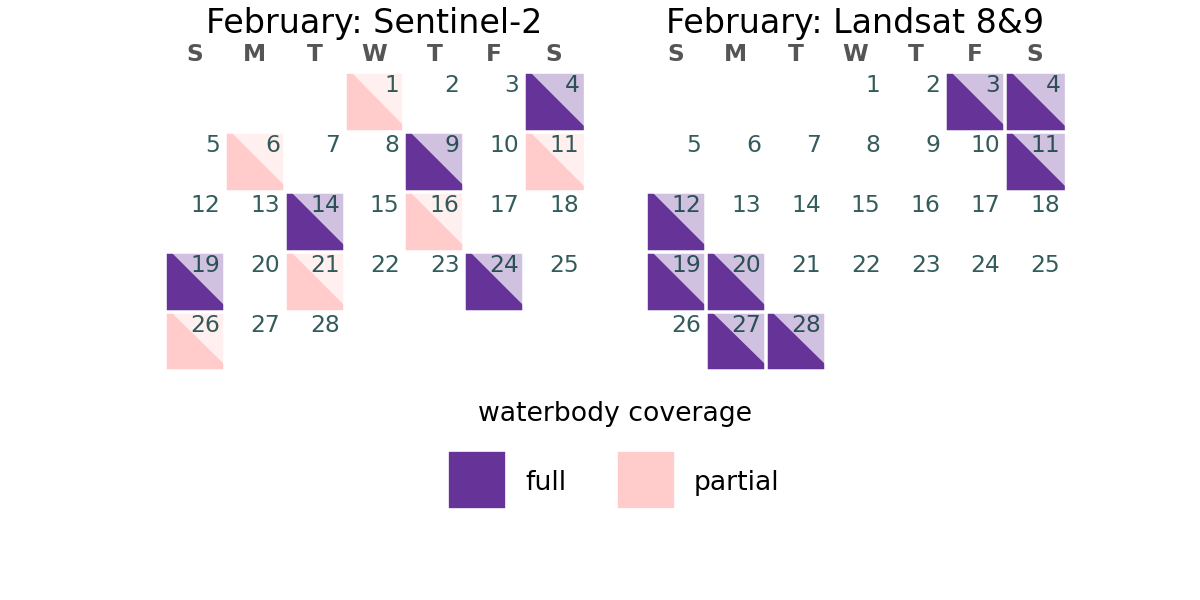 February: Sentinel-2
S M T W T F S
1 2 3 4
5 6 7 8 9 10 11
12 13 14 15 16 17 18
19 20 21 22 23 24 25
26 27 28
February: Landsat 8&9
S M T W T F S
1 2 3 4
5 6 7 8 9 10 11
12 13 14 15 16 17 18
19 20 21 22 23 24 25
26 27 28
waterbody coverage
full partial